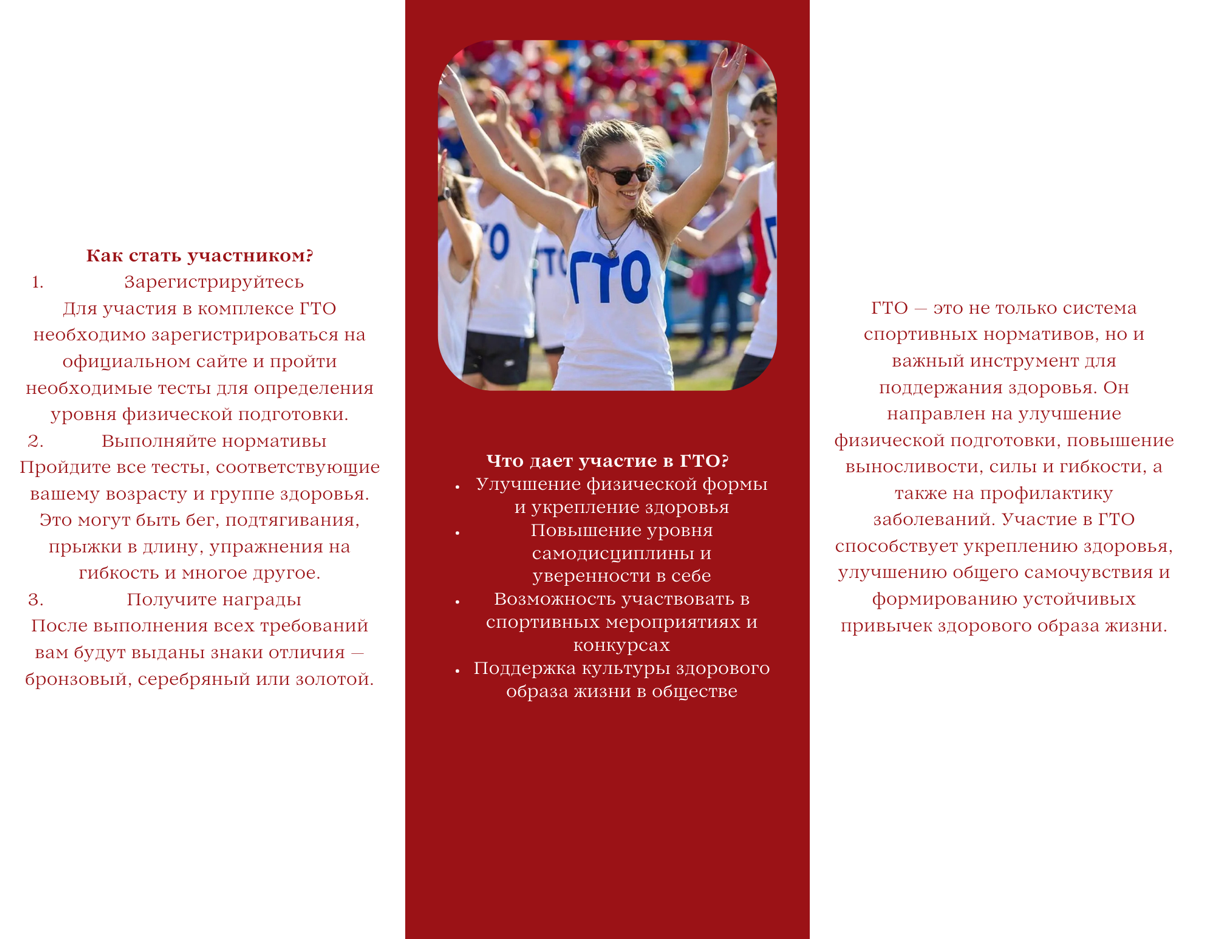 Как стать участником?
1. Зарегистрируйтесь
Для участия в комплексе ГТО
необходимо зарегистрироваться на
официальном сайте и пройти
необходимые тесты для определения
уровня физической подготовки.
2. Выполняйте нормативы
Пройдите все тесты, соответствующие
вашему возрасту и группе здоровья.
Это могут быть бег, подтягивания,
прыжки в длину, упражнения на
гибкость и многое другое.
3. Получите награды
После выполнения всех требований
вам будут выданы знаки отличия —
бронзовый, серебряный или золотой.
ГТО
Что дает участие в ГТО?
• Улучшение физической формы
и укрепление здоровья
• Повышение уровня
самодисциплины и
уверенности в себе
• Возможность участвовать в
спортивных мероприятиях и
конкурсах
• Поддержка культуры здорового
образа жизни в обществе
ГТО — это не только система
спортивных нормативов, но и
важный инструмент для
поддержания здоровья. Он
направлен на улучшение
физической подготовки, повышение
выносливости, силы и гибкости, а
также на профилактику
заболеваний. Участие в ГТО
способствует укреплению здоровья,
улучшению общего самочувствия и
формированию устойчивых
привычек здорового образа жизни.